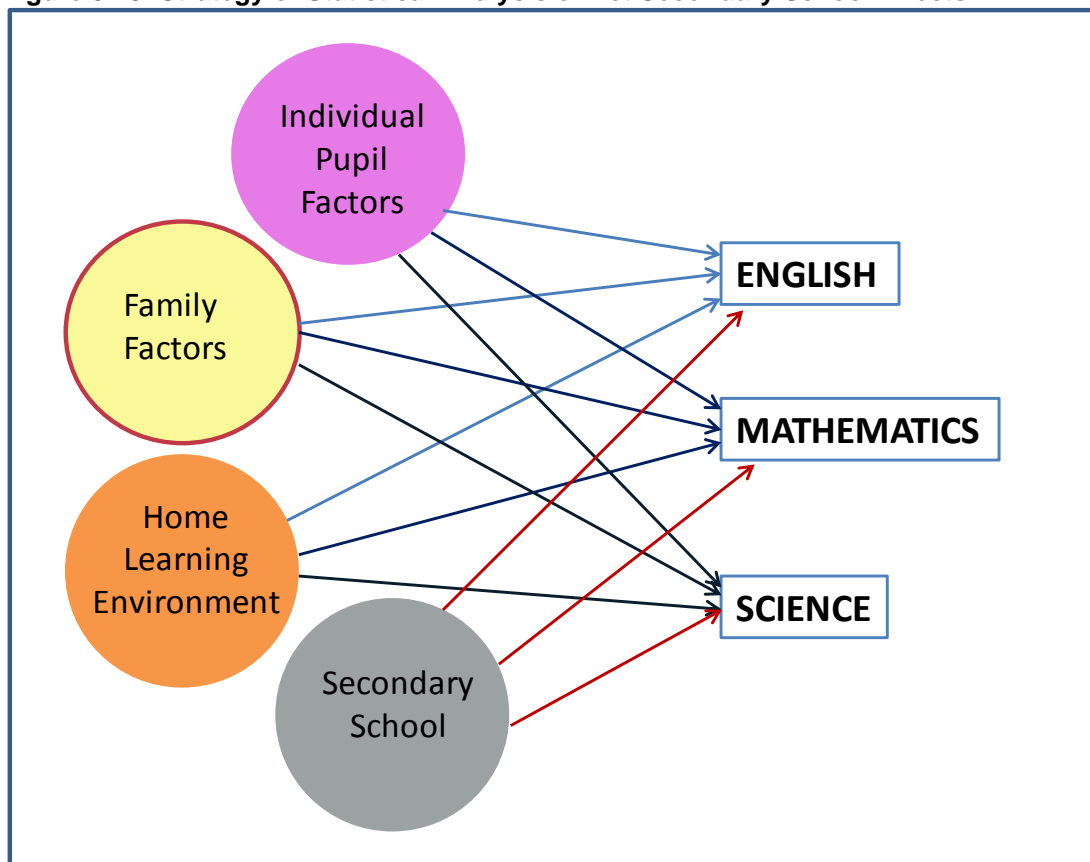 Individual
Pupil
Factors
Family
Factors
Home
Learning
Environment
Secondary
School
ENGLISH
MATHEMATICS
SCIENCE